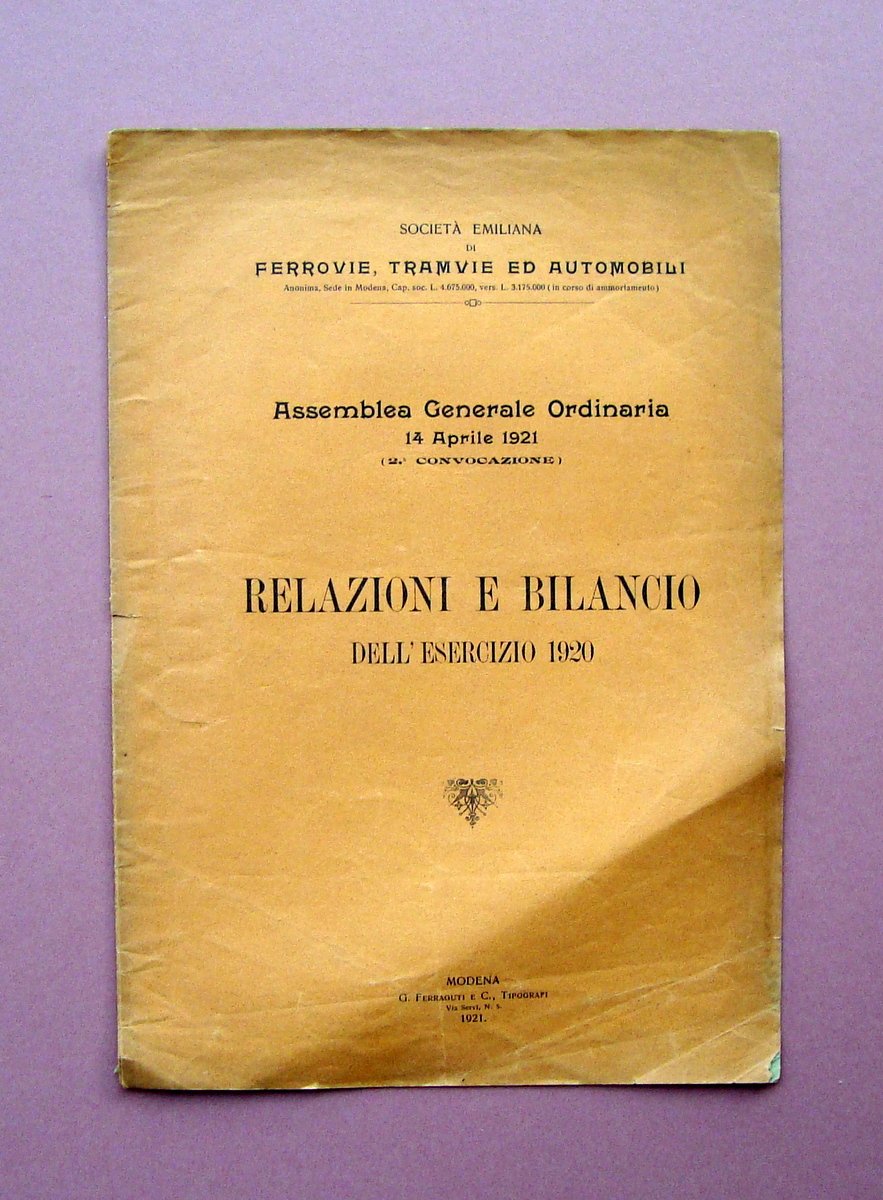 SOCIETÀ EMILIANA
DI
FERROVIE, TRAMVIE ED AUTOMOBILI
Anonima, Sede in Modena, Cap. soc. L. 4.675.000, vers. L. 3.175.000 (in corso di ammortamento)
Assemblea Generale Ordinaria
14 Aprile 1921
(2.ª CONVOCAZIONE)
RELAZIONI E BILANCIO
DELL' ESERCIZIO 1920
MODENA
G. FERRAGUTI E C., TIPOGRAFI
Via Servi, N. 5.
1921.